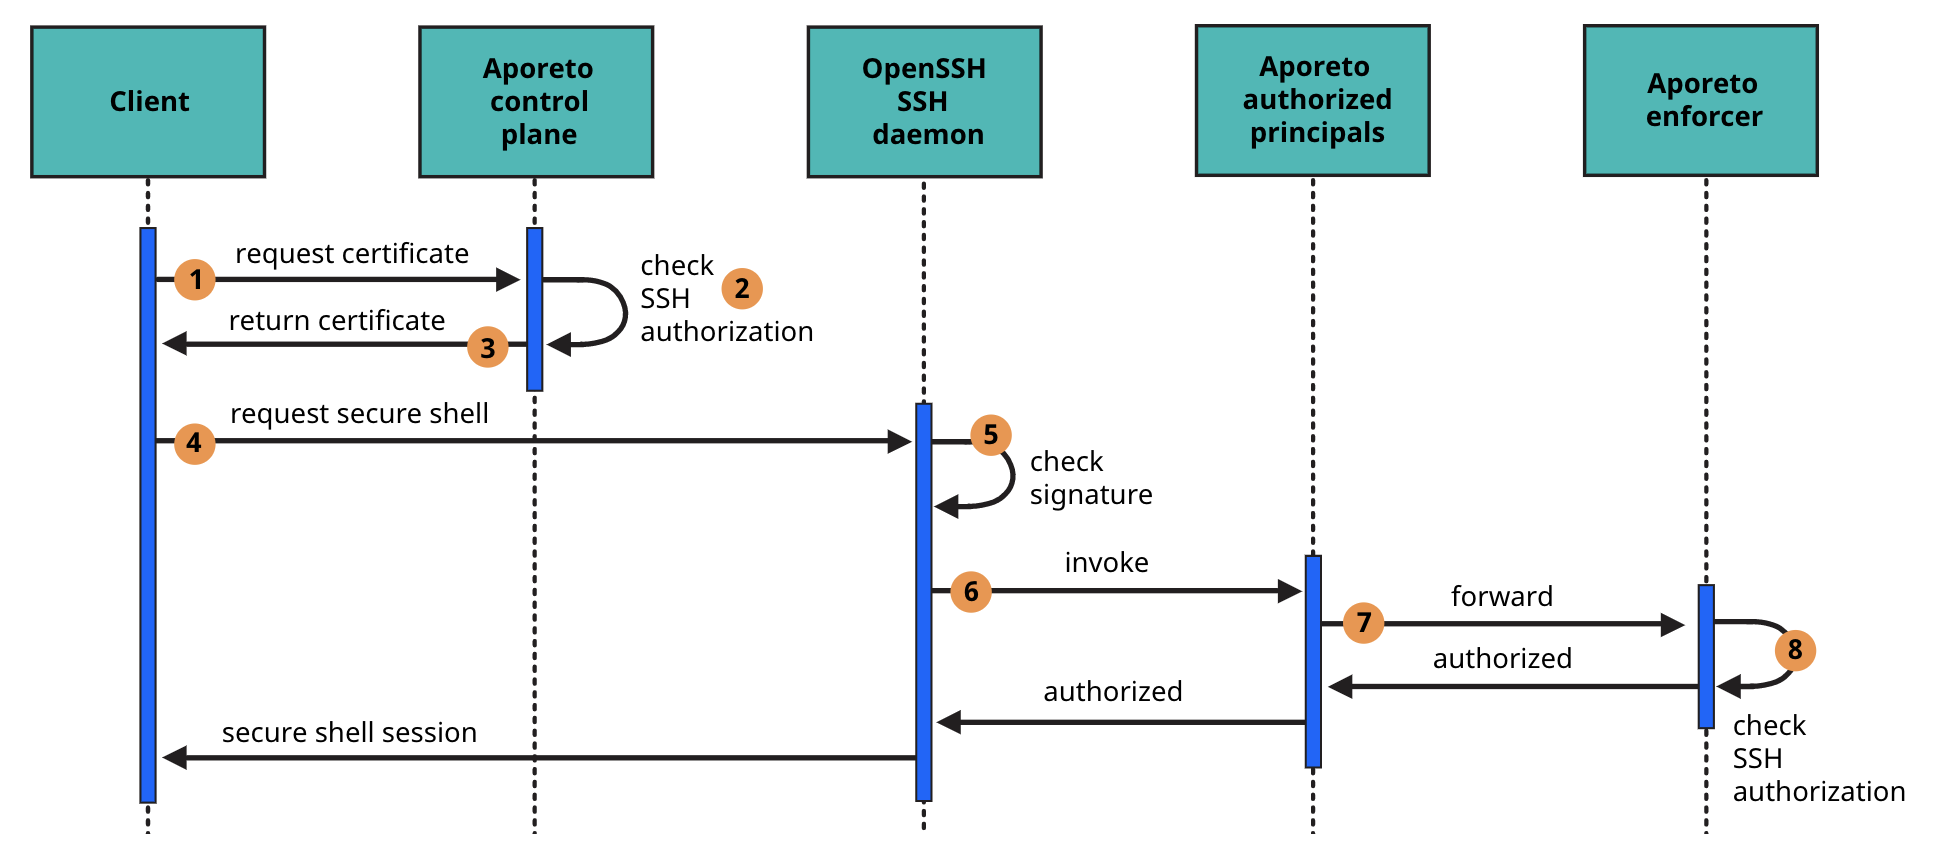 Client
Aporeto
control
plane
OpenSSH
SSH
daemon
Aporeto
authorized
principals
Aporeto
enforcer
request certificate
1
check
SSH
authorization
2
return certificate
3
request secure shell
4
5
check
signature
invoke
6
forward
7
8
authorized
authorized
check
SSH
authorization
secure shell session